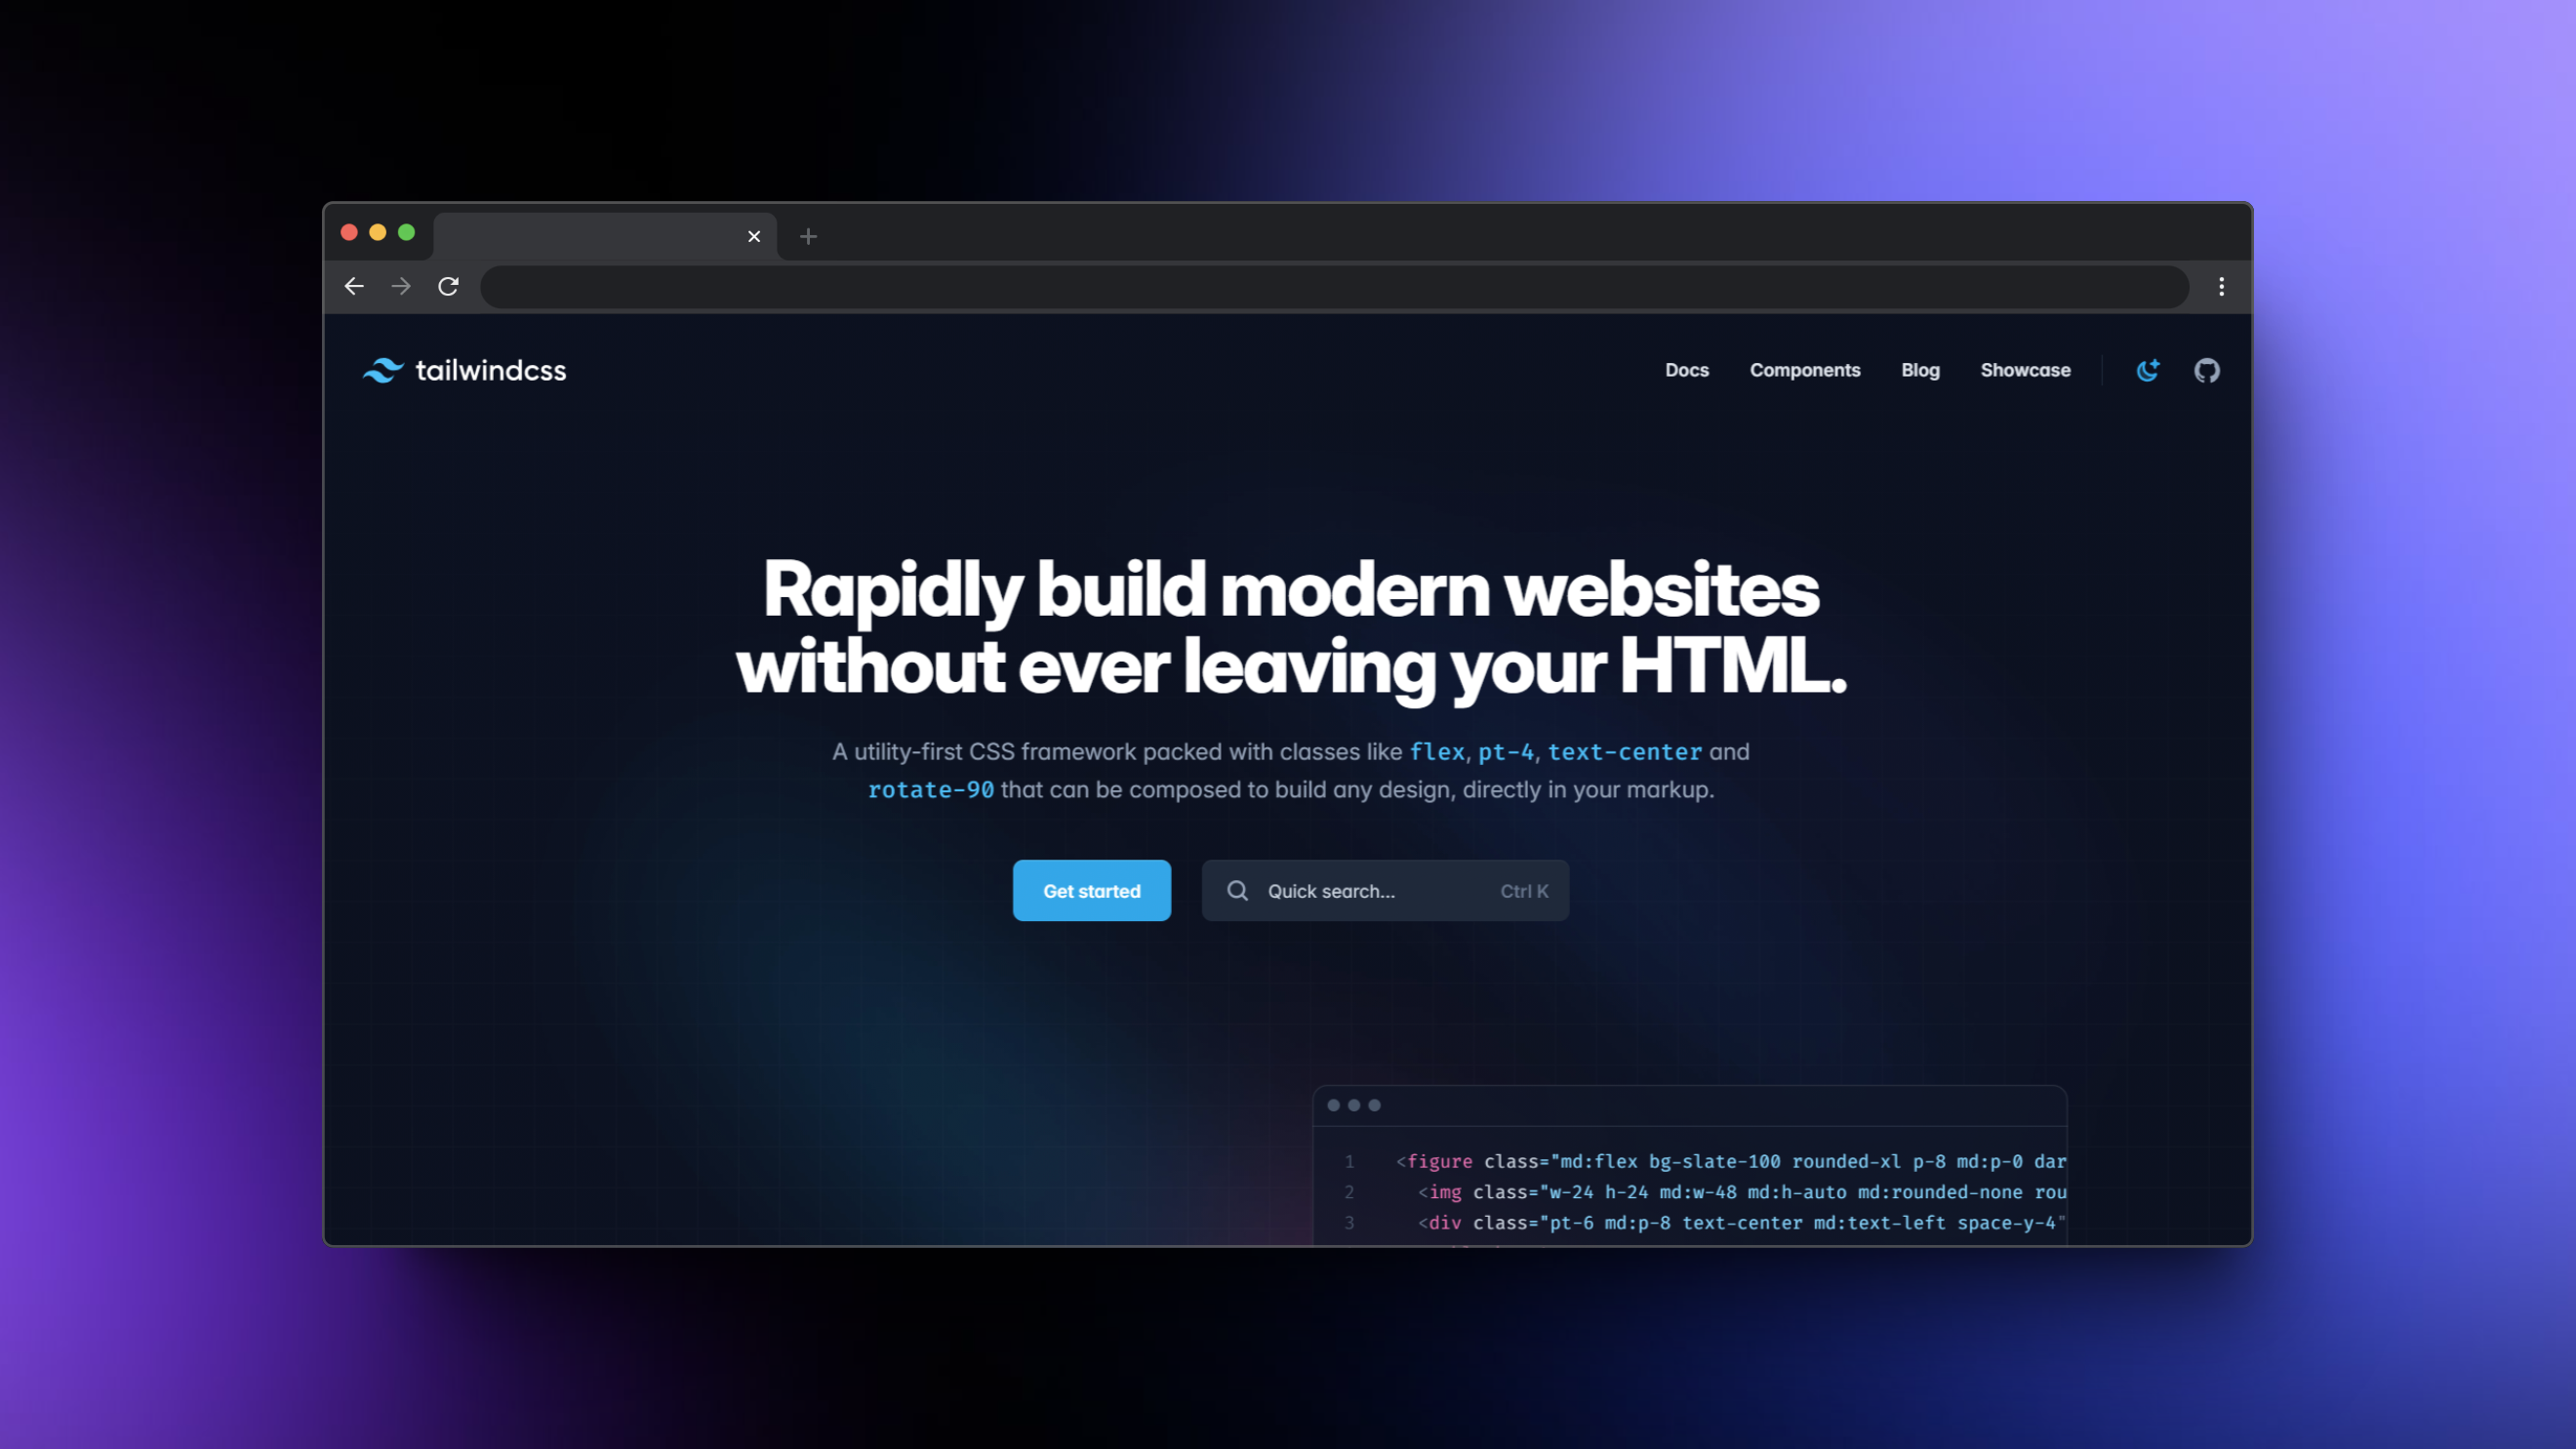 tailwindcss
Docs Components Blog Showcase
Rapidly build modern websites
without ever leaving your HTML.
A utility-first CSS framework packed with classes like flex, pt-4, text-center and
rotate-90 that can be composed to build any design, directly in your markup.
Get started
Quick search... Ctrl K
1 <figure class="md:flex bg-slate-100 rounded-xl p-8 md:p-0 dar
2 <img class="w-24 h-24 md:w-48 md:h-auto md:rounded-none rou
3 <div class="pt-6 md:p-8 text-center md:text-left space-y-4"